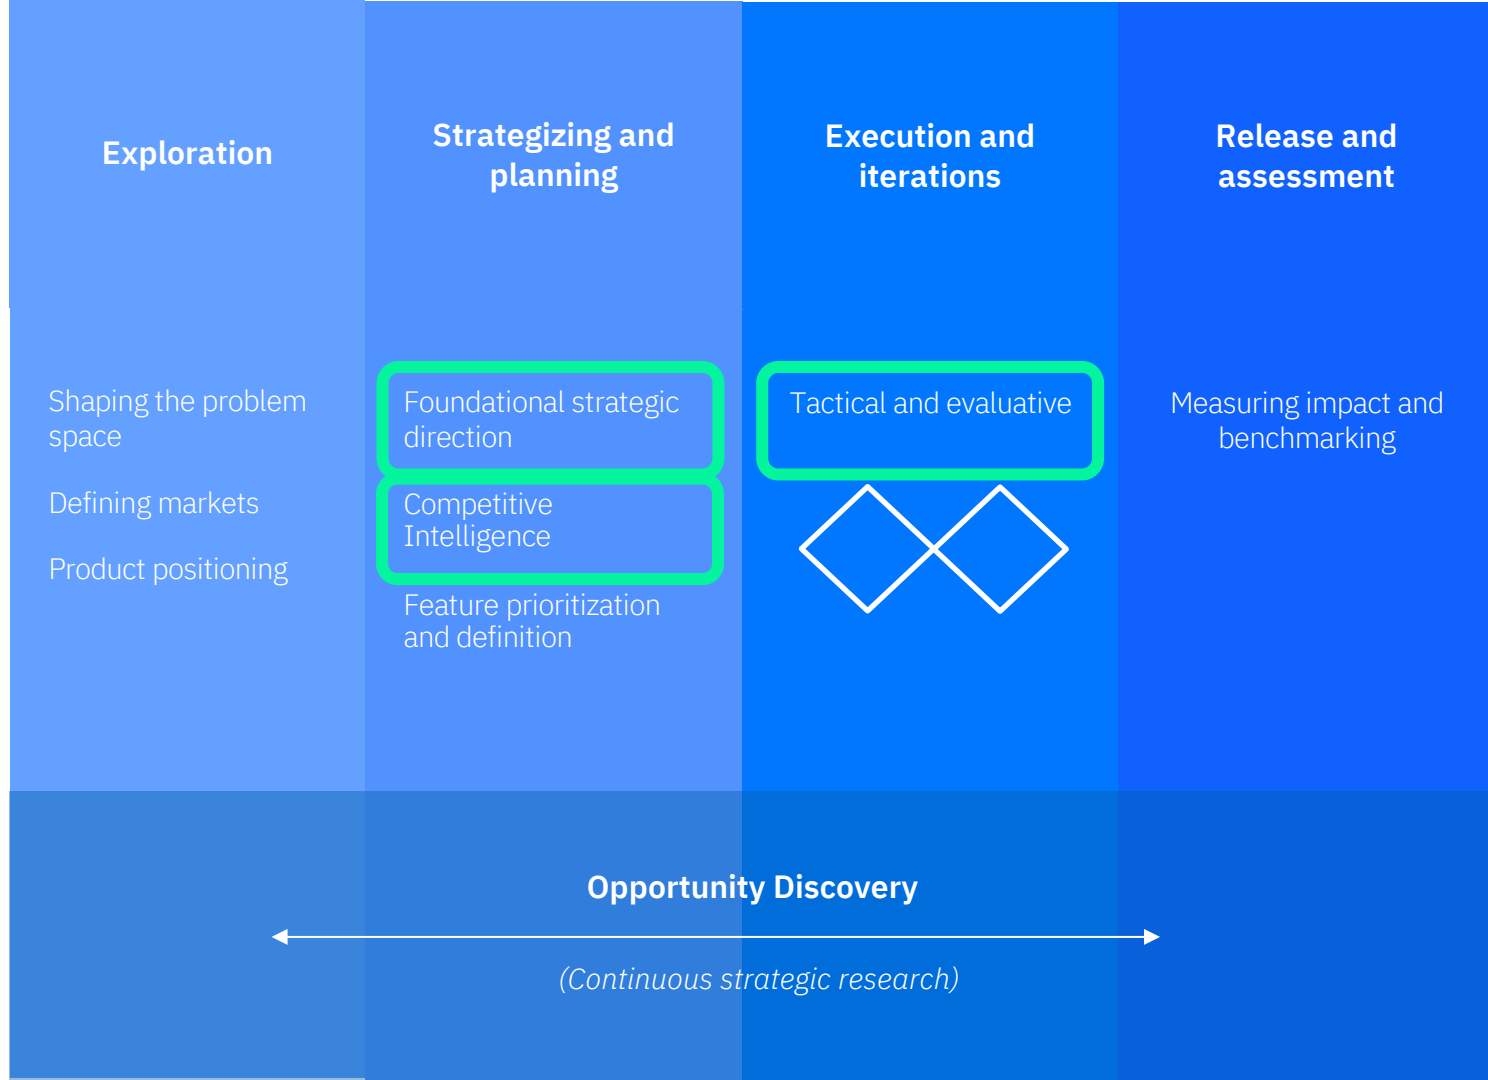 Exploration
Strategizing and
planning
Execution and
iterations
Release and
assessment
Shaping the problem
space
Defining markets
Product positioning
Foundational strategic
direction
Competitive
Intelligence
Feature prioritization
and definition
Tactical and evaluative
Measuring impact and
benchmarking
Opportunity Discovery
(Continuous strategic research)